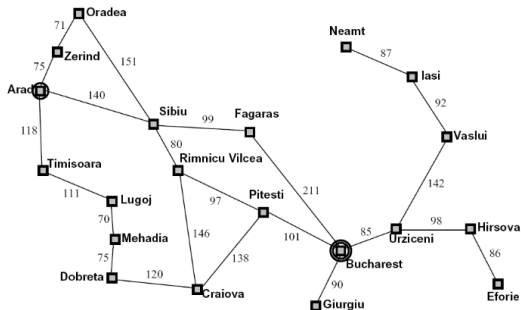 Oradea
71
Neamt
Zerind
87
75
151
Iasi
Arad
140
92
Sibiu
Fagaras
99
118
80
Vaslui
Timisoara
Rimnicu Vilcea
111
211
142
Lugoj
97
Pitesti
70
98
Hirsova
146
101
85
Urziceni
Mehadia
138
86
75
Bucharest
120
90
Dobreta
Craiova
Giurgiu
Eforie